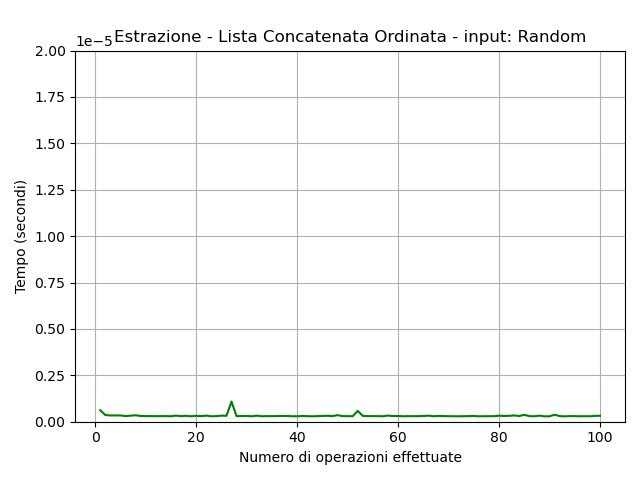 Estrazione - Lista Concatenata Ordinata - input: Random
1e−5
2.00
1.75
1.50
1.25
1.00
0.75
0.50
0.25
0.00
Tempo (secondi)
0 20 40 60 80 100
Numero di operazioni effettuate